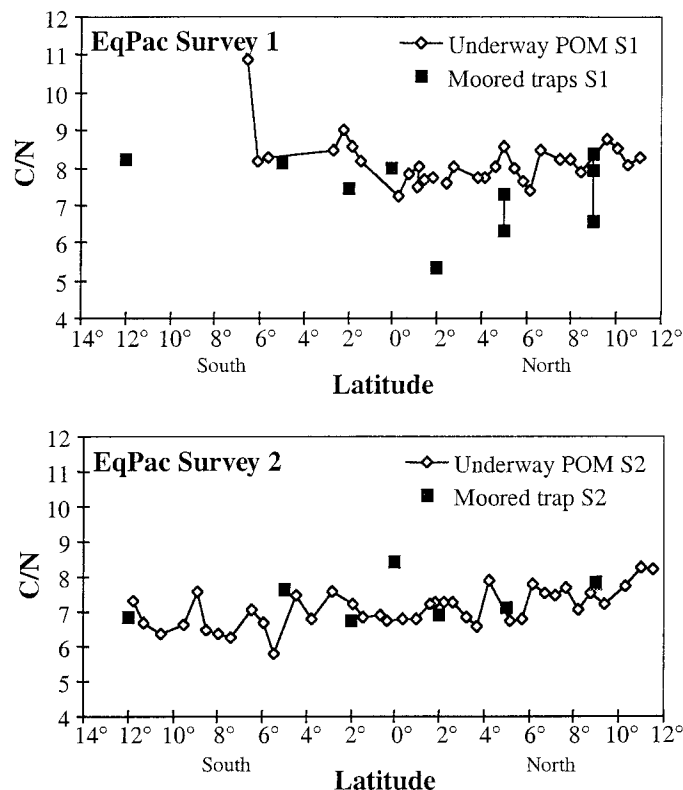 12
11
10
9
8
7
6
5
4
C/N
EqPac Survey 1
Underway POM S1
Moored traps S1
14° 12° 10° 8° 6° 4° 2° 0° 2° 4° 6° 8° 10° 12°
South North
Latitude
12
11
10
9
8
7
6
5
4
C/N
EqPac Survey 2
Underway POM S2
Moored trap S2
14° 12° 10° 8° 6° 4° 2° 0° 2° 4° 6° 8° 10° 12°
South North
Latitude